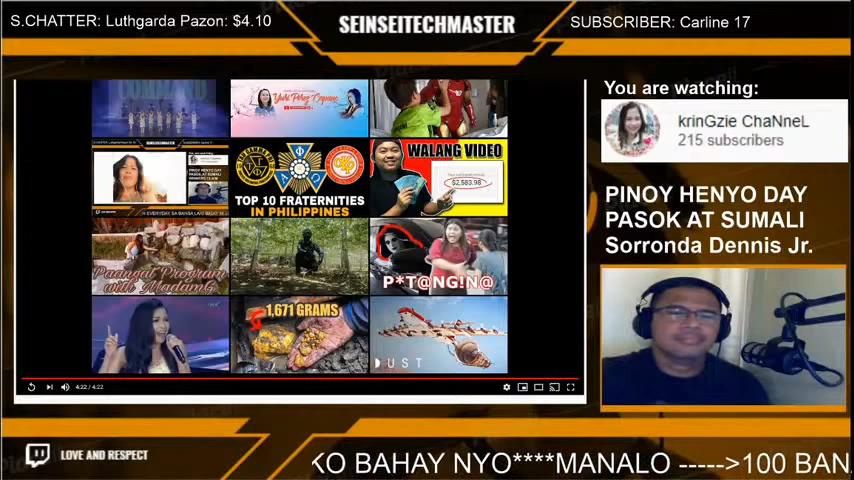 S.CHATTER: Luthgarda Pazon: $4.10
SEINSEITECHMASTER
SUBSCRIBER: Carline 17
You are watching:
krinGzie ChaNneL
215 subscribers
PINOY HENYO DAY
PASOK AT SUMALI
Sorronda Dennis Jr.
Yuri Perez Capane
TOP 10 FRATERNITIES
IN PHILIPPINES
WALANG VIDEO
$2,583.98
Paangat Program
with MadamG
P*T@NG!N@
1,671 GRAMS
DUST
4:22 / 4:22
LOVE AND RESPECT
KO BAHAY NYO****MANALO ----->100 BAN